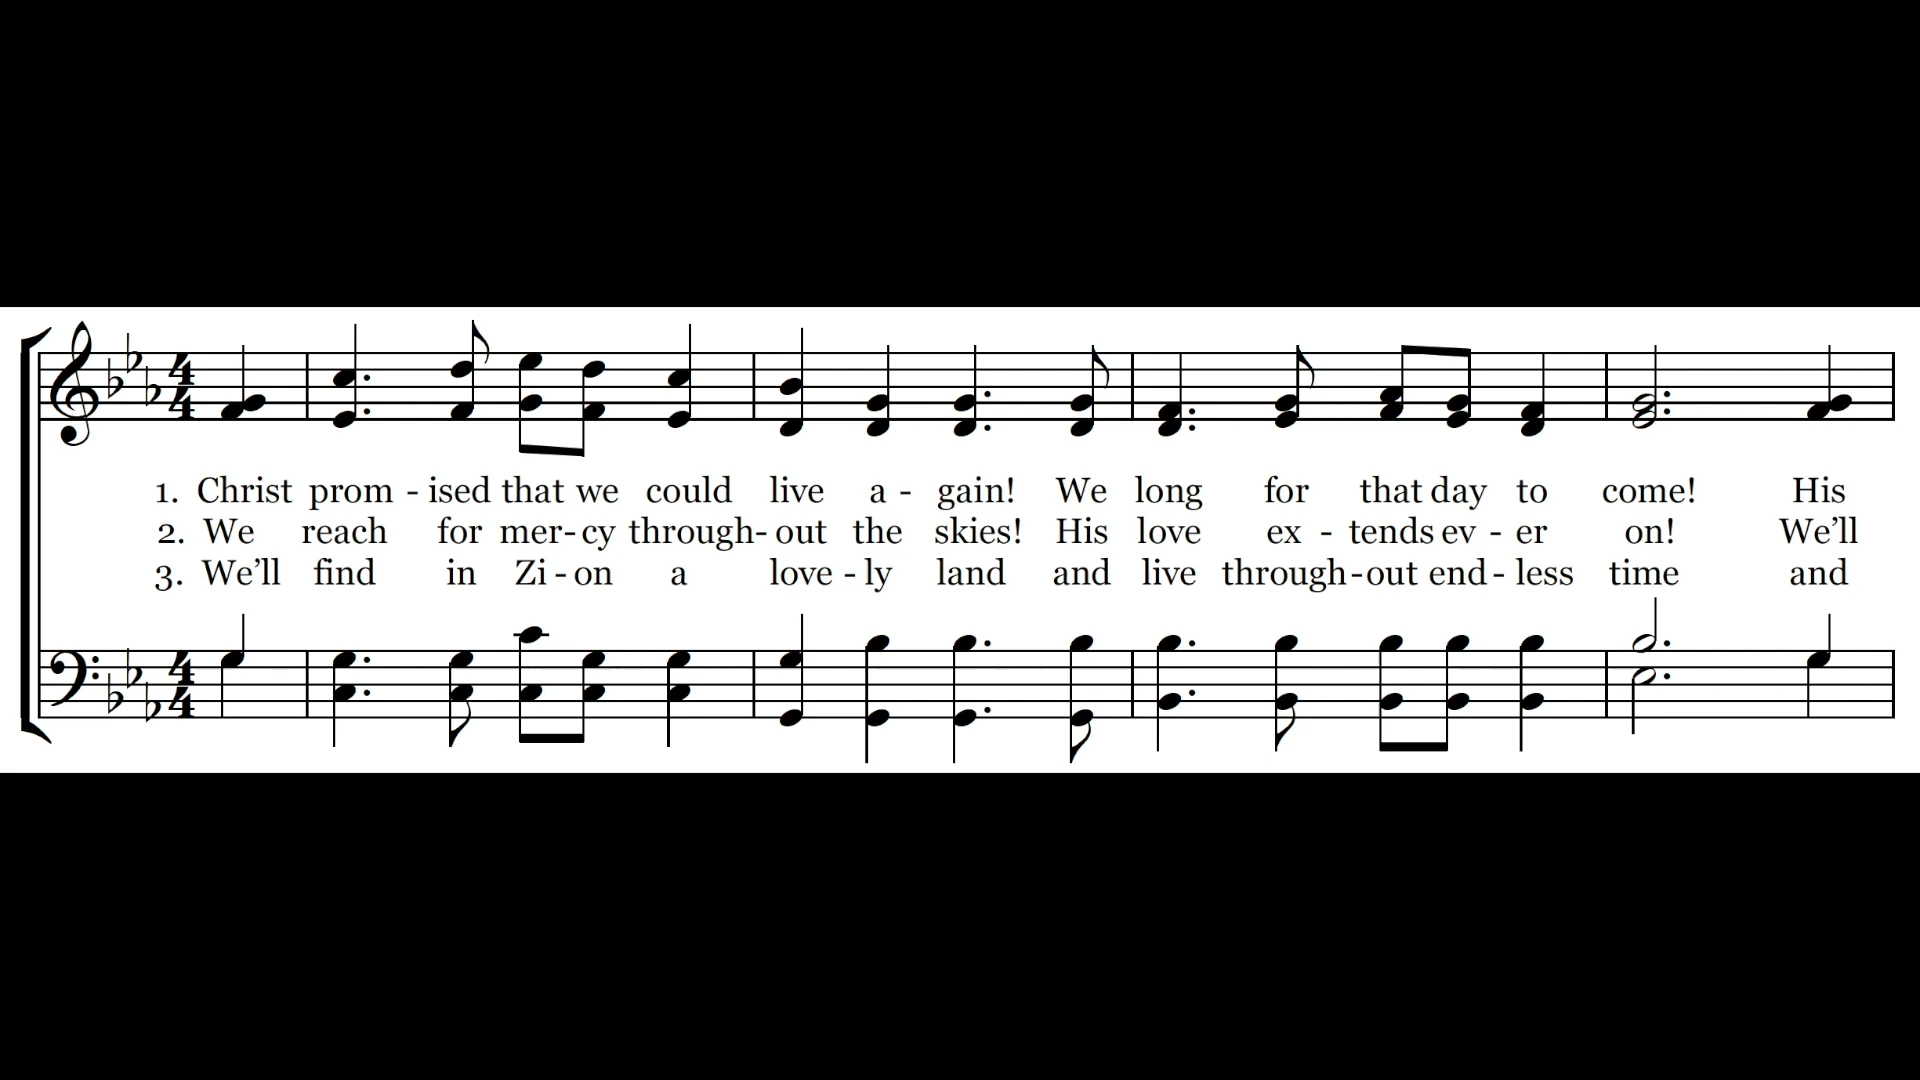 1. Christ prom - ised that we could live a - gain! We long for that day to come! His
2. We reach for mer - cy through - out the skies! His love ex - tends ev - er on! We’ll
3. We’ll find in Zi - on a love - ly land and live through - out end - less time and